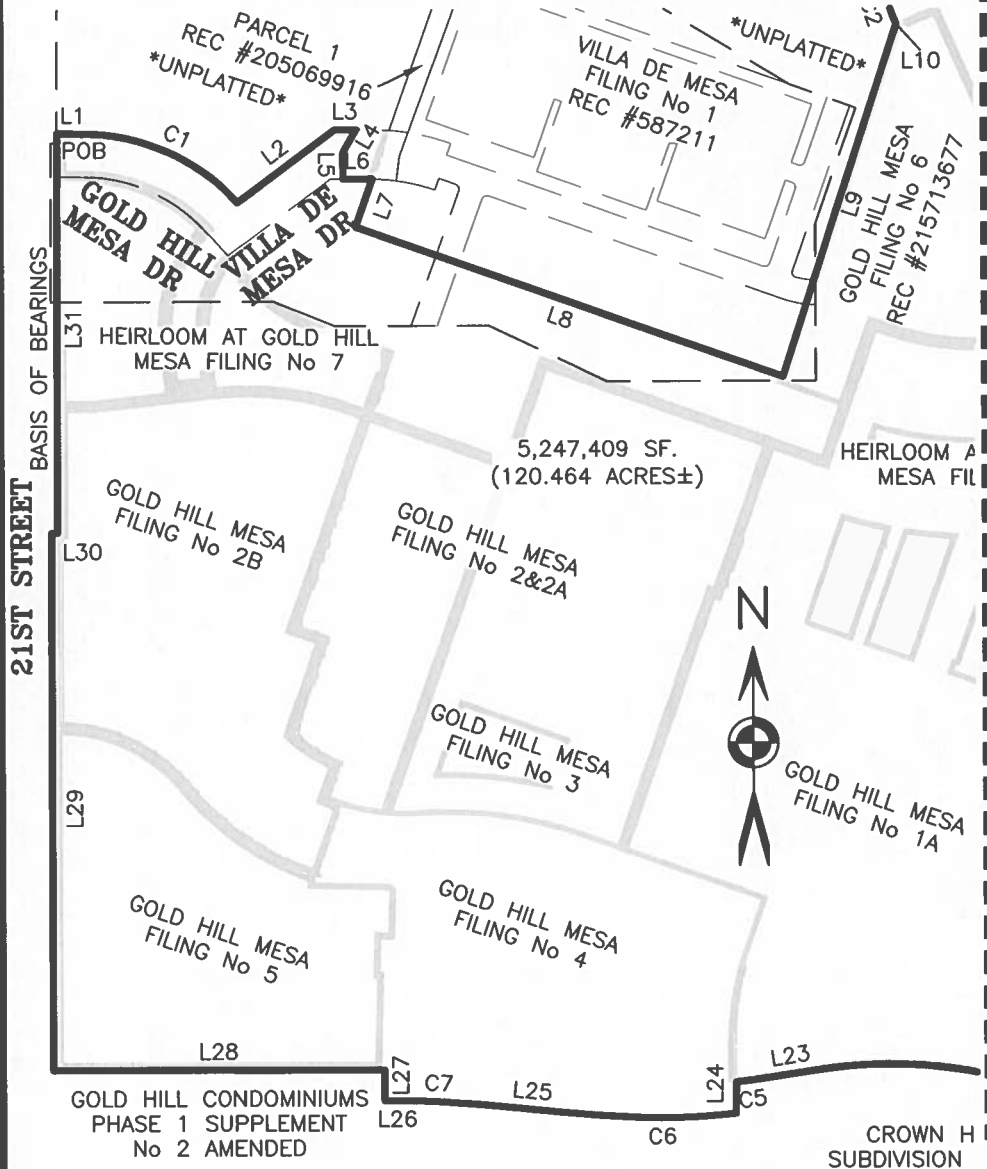 PARCEL 1
REC #205069916
*UNPLATTED*
VILLA DE MESA
FILING No 1
REC #587211
*UNPLATTED*
L10
L1
POB
C1
L2
L3
L4
L5
L6
L7
L8
L9
GOLD HILL MESA
FILING No 6
REC #215713677
GOLD HILL
MESA DR
VILLA DE
MESA DR
HEIRLOOM AT GOLD HILL
MESA FILING No 7
L31
BASIS OF BEARINGS
21ST STREET
5,247,409 SF.
(120.464 ACRES±)
HEIRLOOM A
MESA FIL
GOLD HILL MESA
FILING No 2B
GOLD HILL MESA
FILING No 2&2A
L30
N
GOLD HILL MESA
FILING No 3
GOLD HILL MESA
FILING No 1A
L29
GOLD HILL MESA
FILING No 5
GOLD HILL MESA
FILING No 4
L28
L27
C7
L26
L25
C6
L24
C5
L23
GOLD HILL CONDOMINIUMS
PHASE 1 SUPPLEMENT
No 2 AMENDED
CROWN H
SUBDIVISION